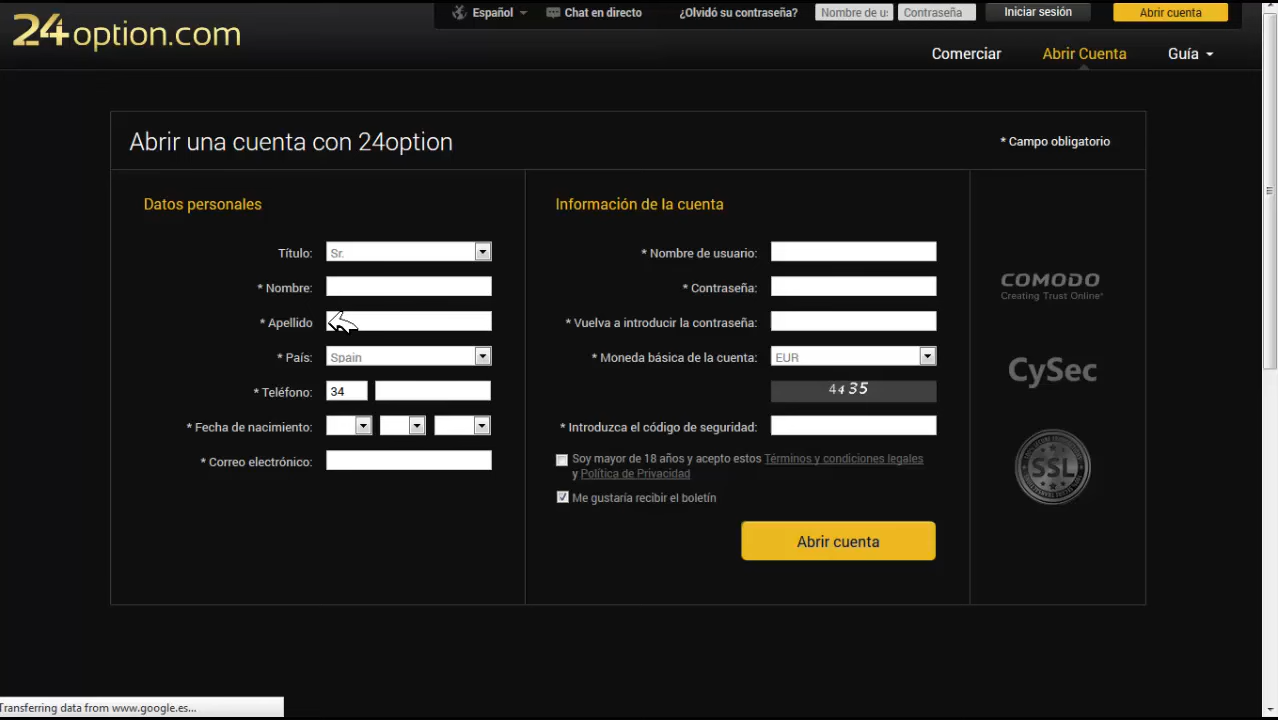 24option.com
Español
Chat en directo
¿Olvidó su contraseña?
Nombre de u:
Contraseña
Iniciar sesión
Abrir cuenta
Comerciar
Abrir Cuenta
Guía
Abrir una cuenta con 24option
* Campo obligatorio
Datos personales
Título:
Sr.
* Nombre:
* Apellido
* País:
Spain
* Teléfono:
34
* Fecha de nacimiento:
* Correo electrónico:
Información de la cuenta
* Nombre de usuario:
* Contraseña:
* Vuelva a introducir la contraseña:
* Moneda básica de la cuenta:
EUR
4435
* Introduzca el código de seguridad:
Soy mayor de 18 años y acepto estos Términos y condiciones legales
y Política de Privacidad
Me gustaría recibir el boletín
Abrir cuenta
COMODO
Creating Trust Online®
CySec
SSL
Transferring data from www.google.es...